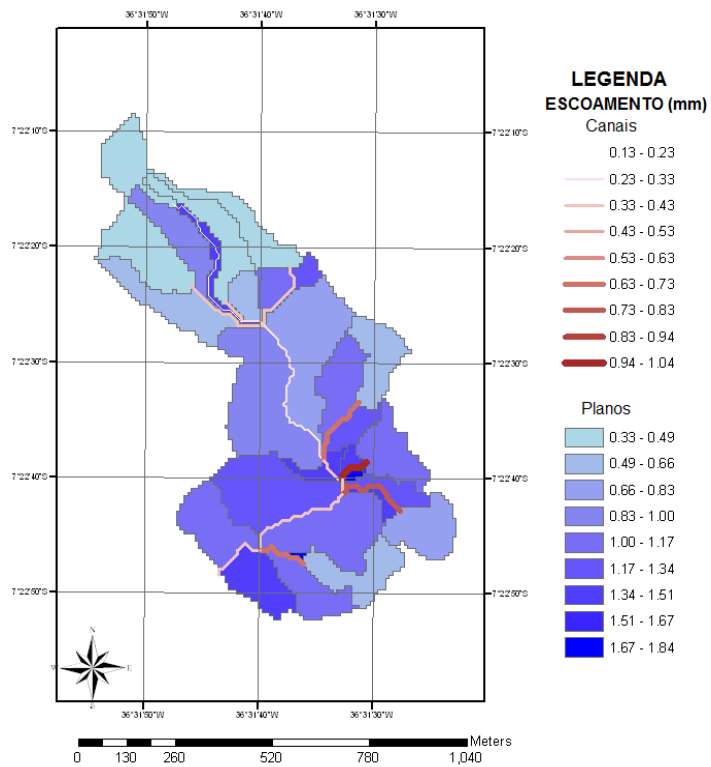 36°31'50"W 36°31'40"W 36°31'30"W
7°22'10"S 7°22'10"S
7°22'20"S 7°22'20"S
7°22'30"S 7°22'30"S
7°22'40"S 7°22'40"S
7°22'50"S 7°22'50"S
N
W E
S
36°31'50"W 36°31'40"W 36°31'30"W
Meters
0 130 260 520 780 1,040
LEGENDA
ESCOAMENTO (mm)
Canais
0.13 - 0.23
0.23 - 0.33
0.33 - 0.43
0.43 - 0.53
0.53 - 0.63
0.63 - 0.73
0.73 - 0.83
0.83 - 0.94
0.94 - 1.04
Planos
0.33 - 0.49
0.49 - 0.66
0.66 - 0.83
0.83 - 1.00
1.00 - 1.17
1.17 - 1.34
1.34 - 1.51
1.51 - 1.67
1.67 - 1.84